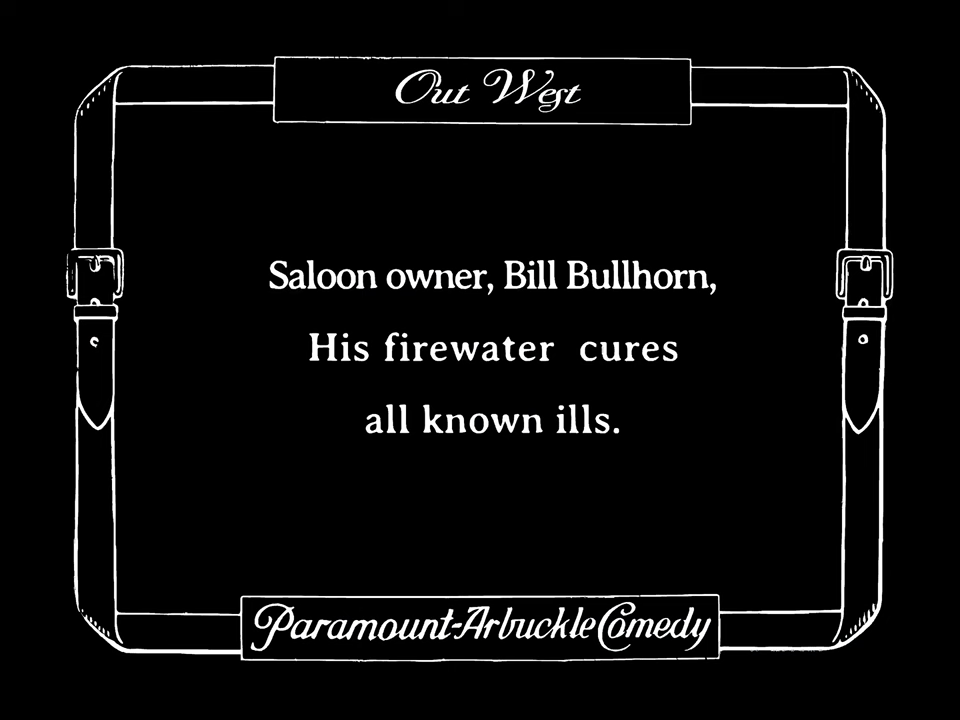 Out West
Saloon owner, Bill Bullhorn,
His firewater cures
all known ills.
Paramount-Arbuckle Comedy